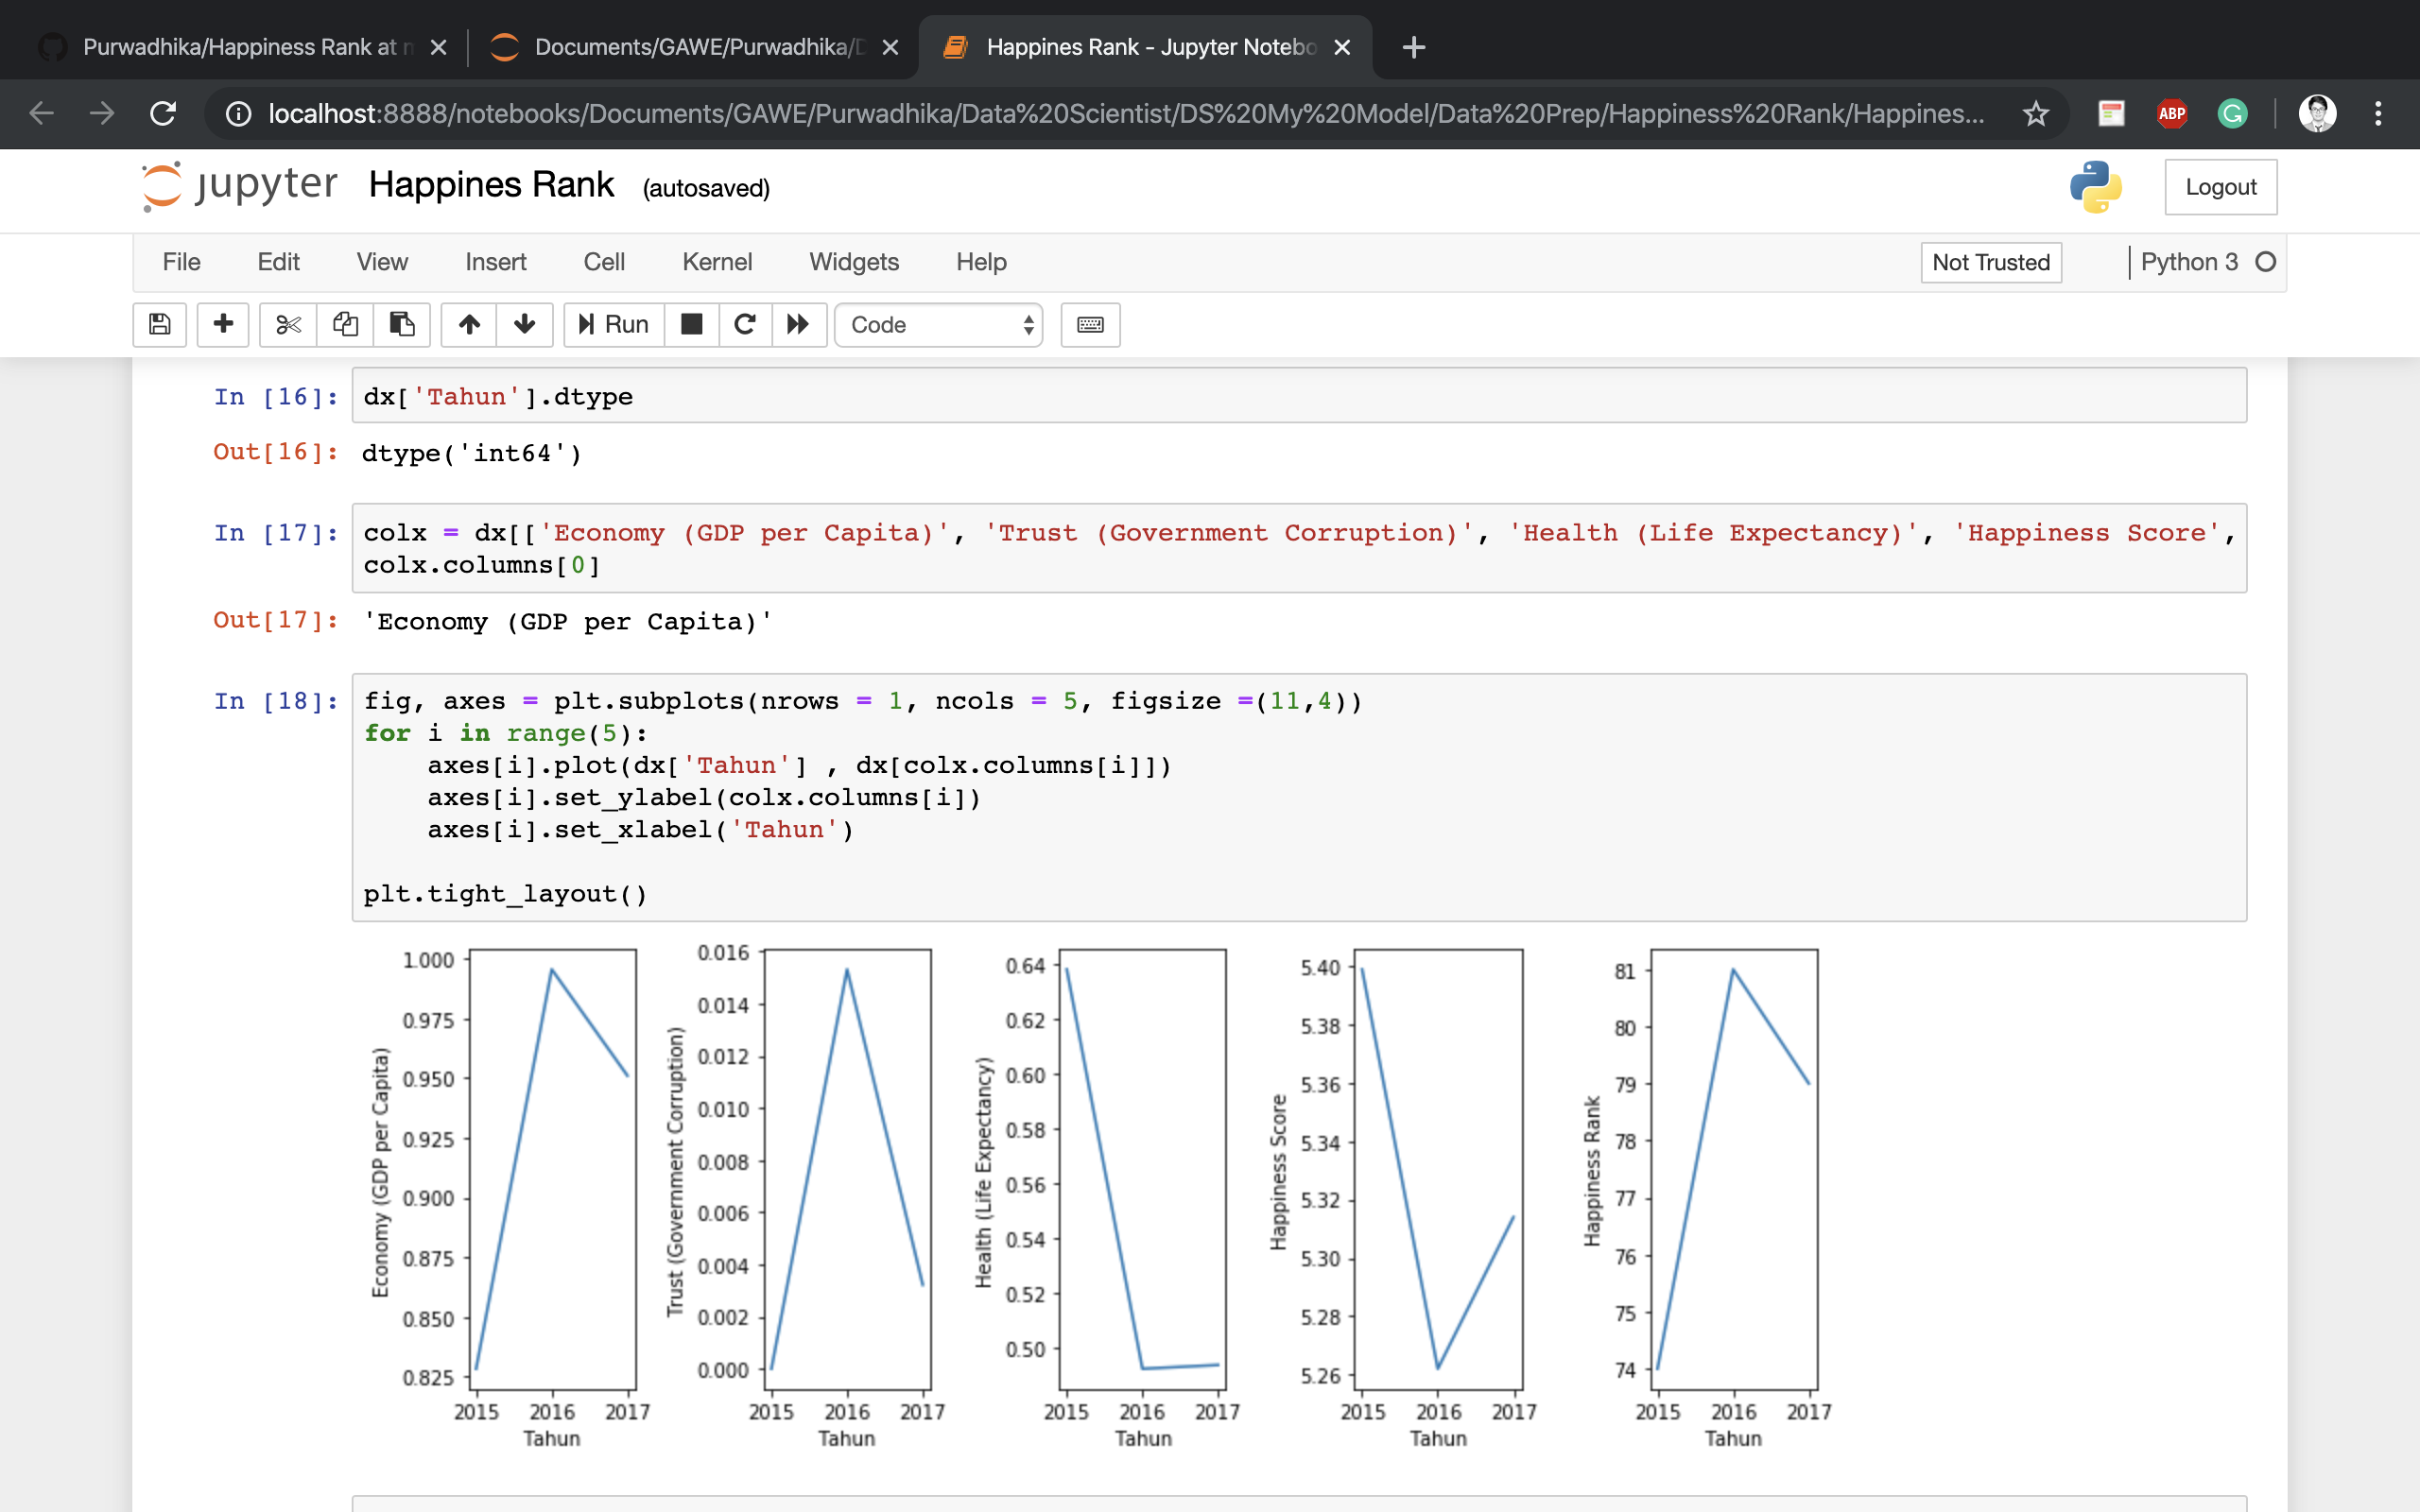 Purwadhika/Happiness Rank at
Documents/GAWE/Purwadhika/
Happines Rank - Jupyter Notebo
localhost:8888/notebooks/Documents/GAWE/Purwadhika/Data%20Scientist/DS%20My%20Model/Data%20Prep/Happiness%20Rank/Happines...
ABP
jupyter Happines Rank (autosaved)
Logout
File Edit View Insert Cell Kernel Widgets Help
Not Trusted
Python 3
Run
Code
In [16]: dx['Tahun'].dtype
Out[16]: dtype('int64')
In [17]: colx = dx[['Economy (GDP per Capita)', 'Trust (Government Corruption)', 'Health (Life Expectancy)', 'Happiness Score',
colx.columns[0]
Out[17]: 'Economy (GDP per Capita)'
In [18]: fig, axes = plt.subplots(nrows = 1, ncols = 5, figsize =(11,4))
for i in range(5):
    axes[i].plot(dx['Tahun'] , dx[colx.columns[i]])
    axes[i].set_ylabel(colx.columns[i])
    axes[i].set_xlabel('Tahun')
plt.tight_layout()
Economy (GDP per Capita)
1.000
0.975
0.950
0.925
0.900
0.875
0.850
0.825
2015 2016 2017
Tahun
Trust (Government Corruption)
0.016
0.014
0.012
0.010
0.008
0.006
0.004
0.002
0.000
2015 2016 2017
Tahun
Health (Life Expectancy)
0.64
0.62
0.60
0.58
0.56
0.54
0.52
0.50
2015 2016 2017
Tahun
Happiness Score
5.40
5.38
5.36
5.34
5.32
5.30
5.28
5.26
2015 2016 2017
Tahun
Happiness Rank
81
80
79
78
77
76
75
74
2015 2016 2017
Tahun